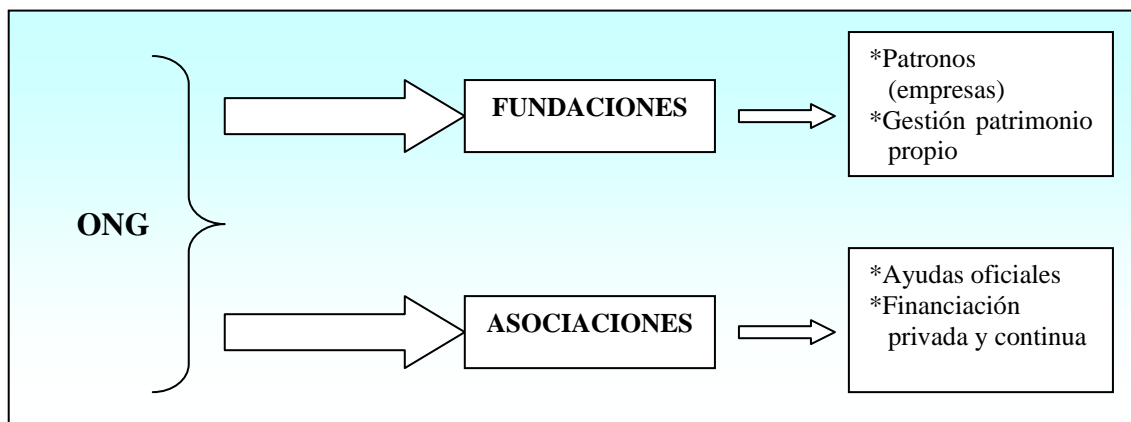 ONG
FUNDACIONES
*Patronos
(empresas)
*Gestión patrimonio
propio
ASOCIACIONES
*Ayudas oficiales
*Financiación
privada y continua